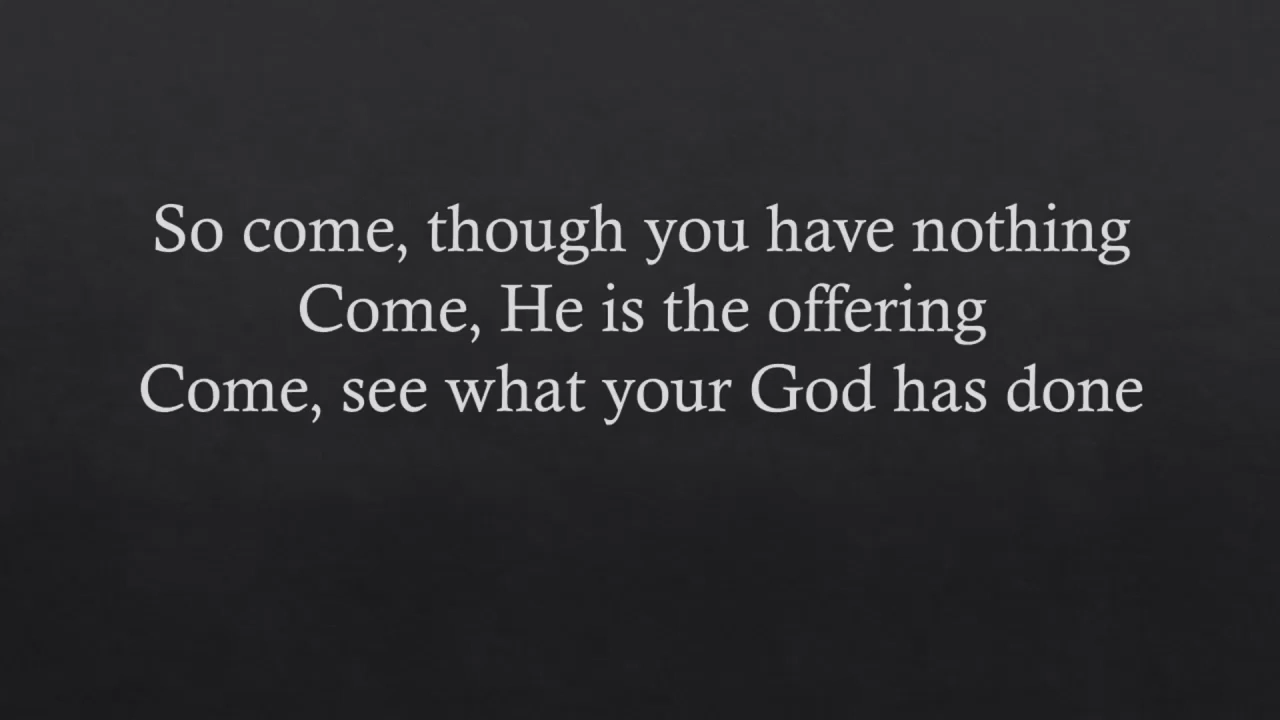 So come, though you have nothing
Come, He is the offering
Come, see what your God has done